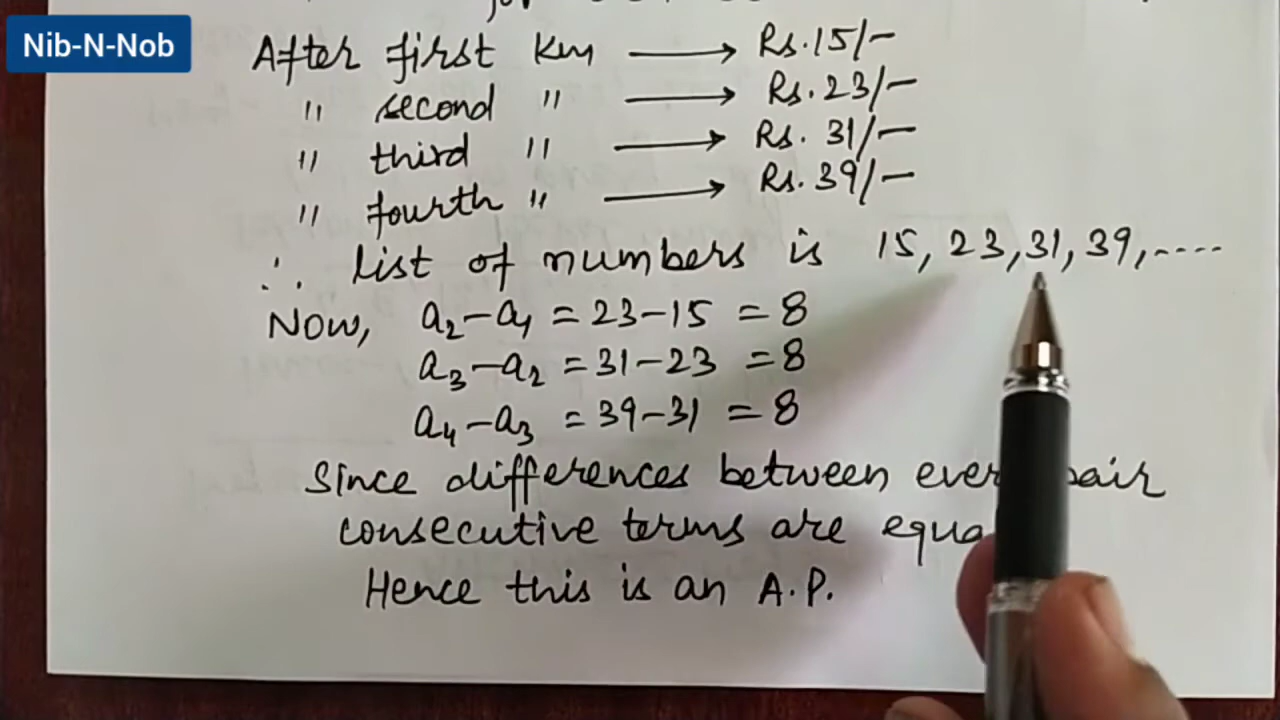 Nib-N-Nob
After first Km → Rs.15/-
" second " → Rs.23/-
" third " → Rs. 31/-
" fourth " → Rs.39/-
∴ list of numbers is 15, 23, 31, 39, ....
Now, a₂-a₁ = 23-15 = 8
a₃-a₂ = 31-23 = 8
a₄-a₃ = 39-31 = 8
Since differences between pair
consecutive terms are
Hence this is an A.P.